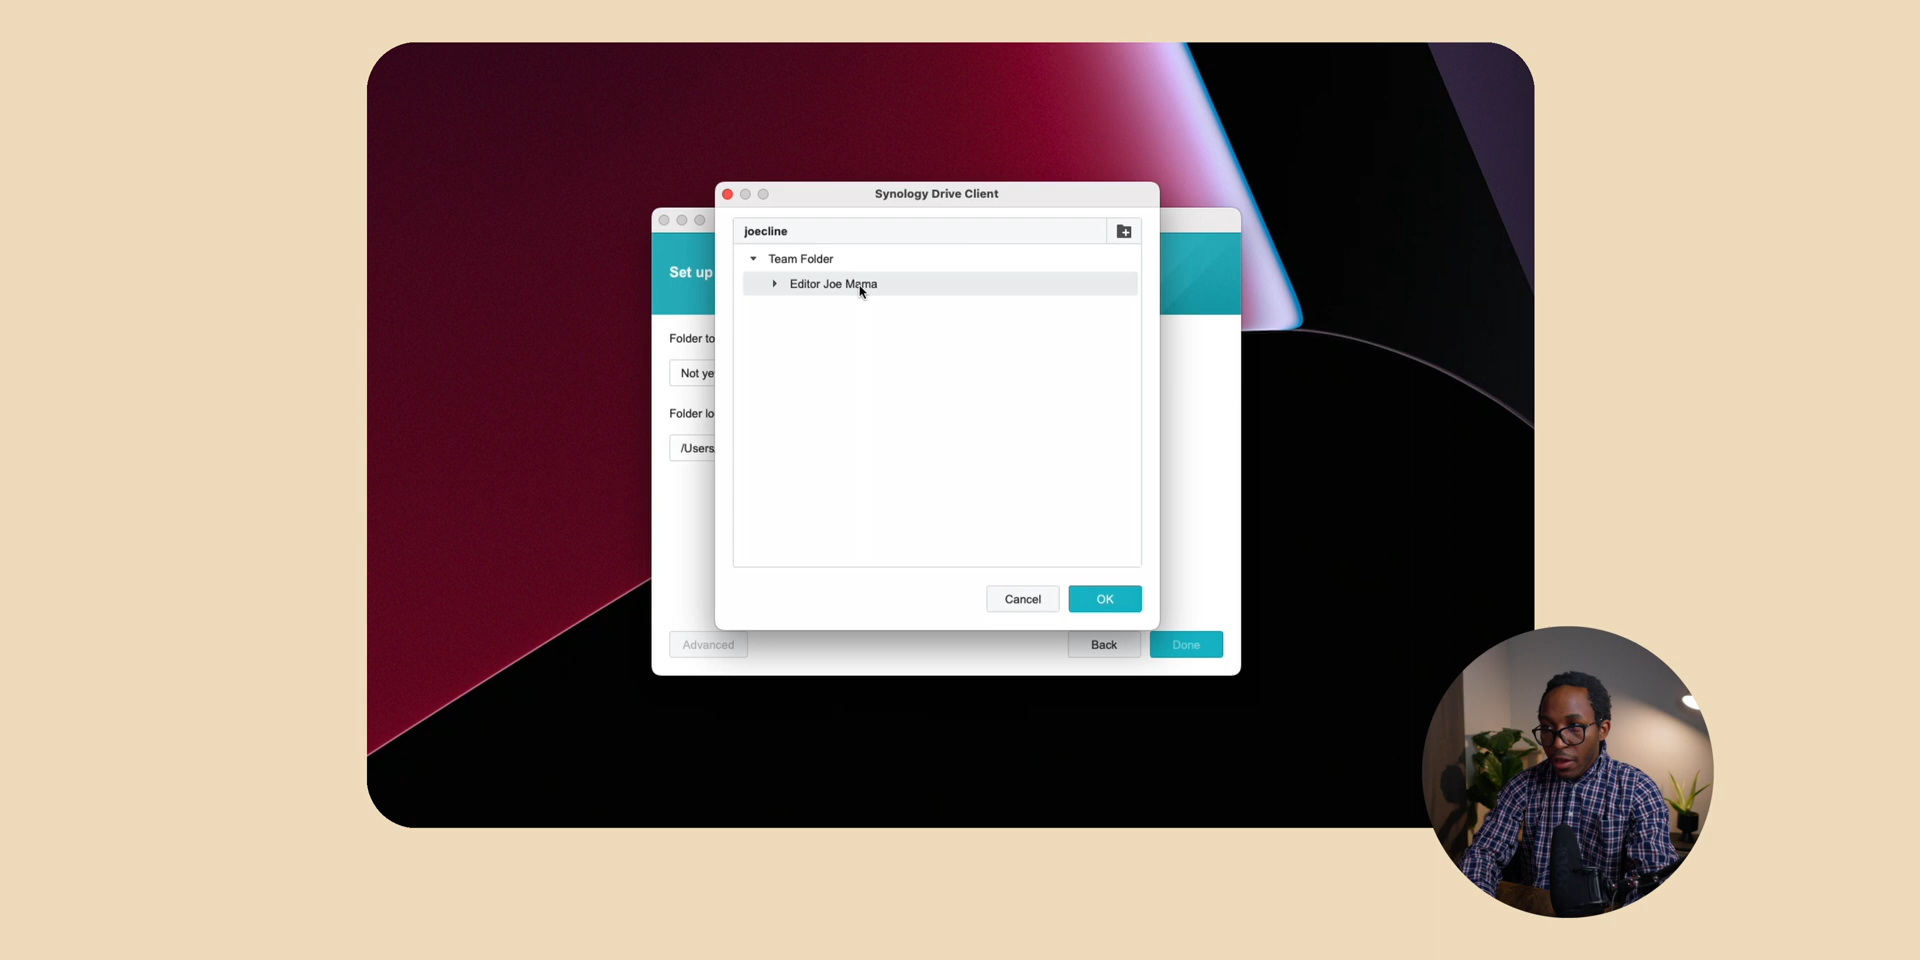 Synology Drive Client
joecline
Team Folder
Editor Joe Mama
Set up
Folder to
Not ye
Folder lo
/Users
Cancel
OK
Advanced
Back
Done